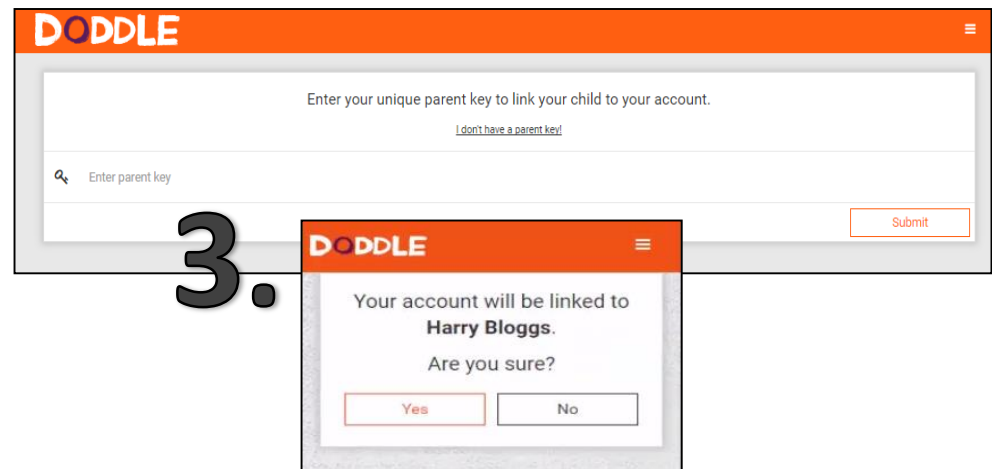 DODDLE
Enter your unique parent key to link your child to your account.
I don't have a parent key!
Enter parent key
Submit
3.
DODDLE
Your account will be linked to
Harry Bloggs.
Are you sure?
Yes
No